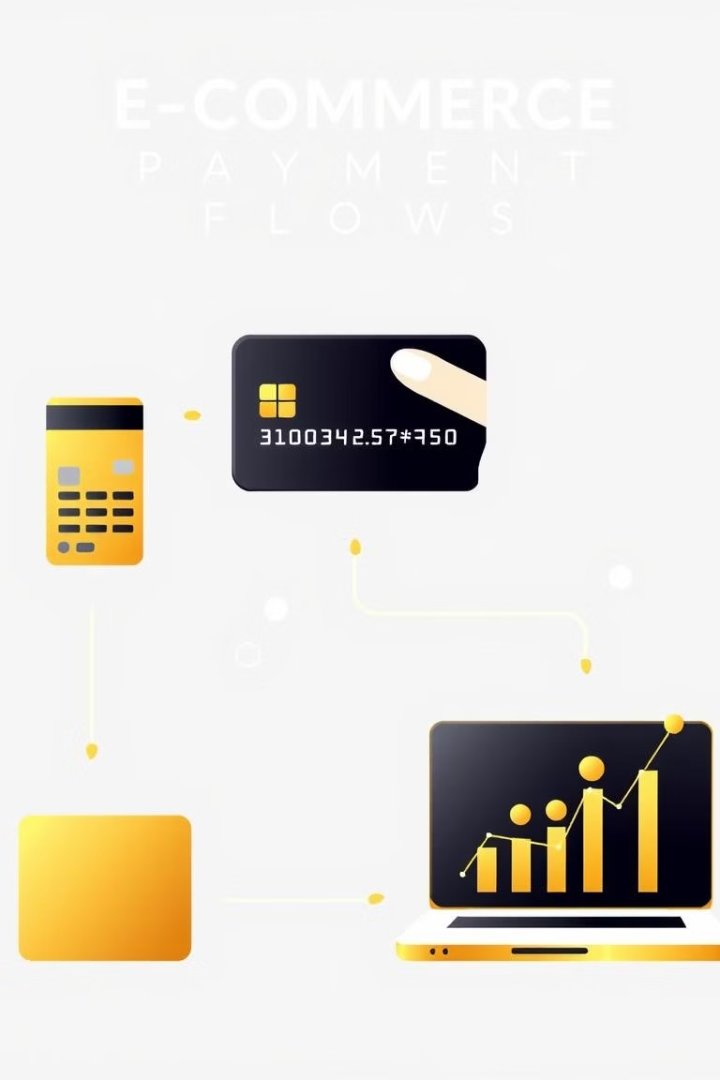 E-COMMERCE
PAYMENT
FLOWS
3100342.57*750